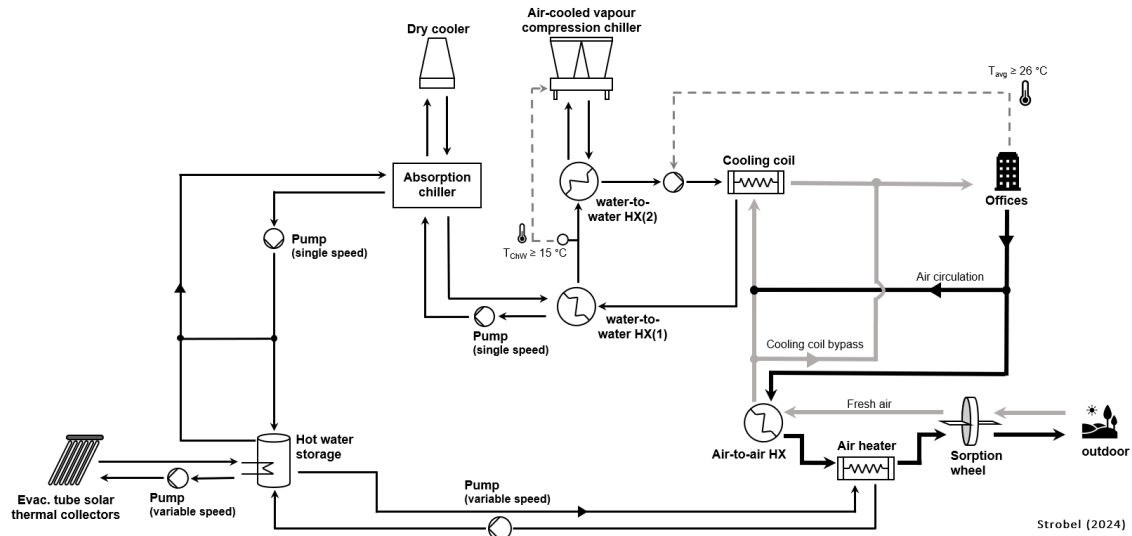 Air-cooled vapour
compression chiller
Dry cooler
Tavg ≥ 26 °C
Absorption
chiller
Cooling coil
Offices
water-to-
water HX(2)
Pump
(single speed)
TChW ≥ 15 °C
Air circulation
water-to-
water HX(1)
Pump
(single speed)
Cooling coil bypass
Fresh air
Hot water
storage
Air-to-air HX
Air heater
Sorption
wheel
outdoor
Evac. tube solar
thermal collectors
Pump
(variable speed)
Pump
(variable speed)
Strobel (2024)